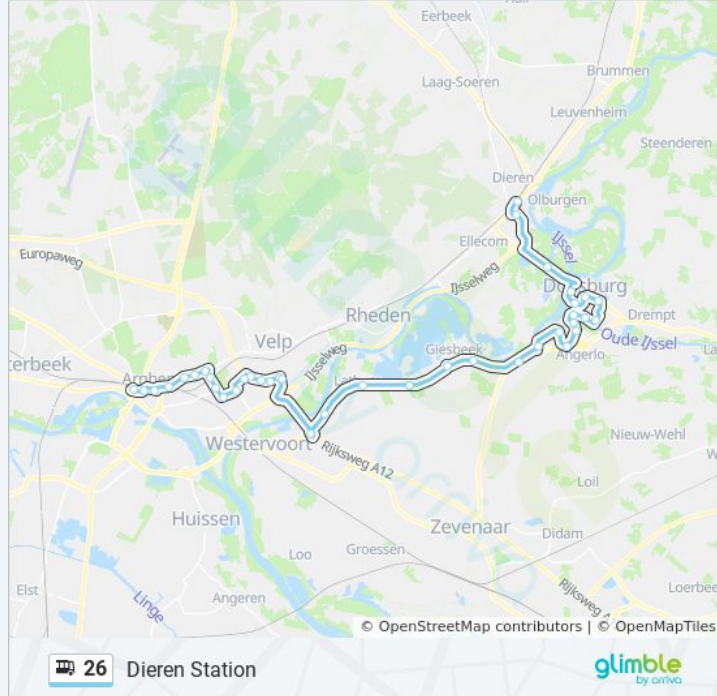 Eerbeek
Brummen
Laag-Soeren
Leuvenheim
Steenderen
Dieren
Olburgen
Ellecom
IJssel
Europaweg
IJsselweg
Doesburg
Rheden
Drempt
Velp
IJsselweg
Giesbeek
Oude IJssel
Angerlo
terbeek
Arnhem
Westervoort
Rijksweg A12
Nieuw-Wehl
Loil
Huissen
Zevenaar
Didam
Loo
Groessen
Elst
Linge
Angeren
Rijksweg A
Loerbee
© OpenStreetMap contributors | © OpenMapTiles
26 Dieren Station
glimble
by arriva